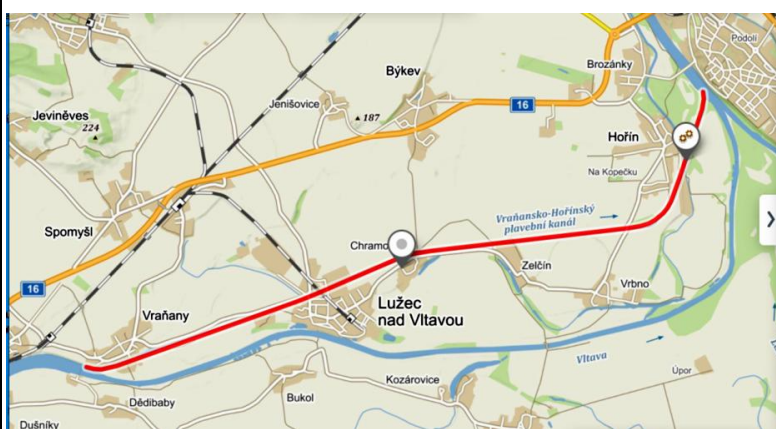 Podolí
Brozánky
Býkev
Jenišovice
16
Jeviněves
224
187
Hořín
Na Kopečku
Vraňansko-Hořínský
plavební kanál
Spomyšl
Zelčín
16
Vrbno
Lužec
nad Vltavou
Vraňany
Vltava
Úpor
Kozárovice
Dědibaby
Bukol
Dušníky